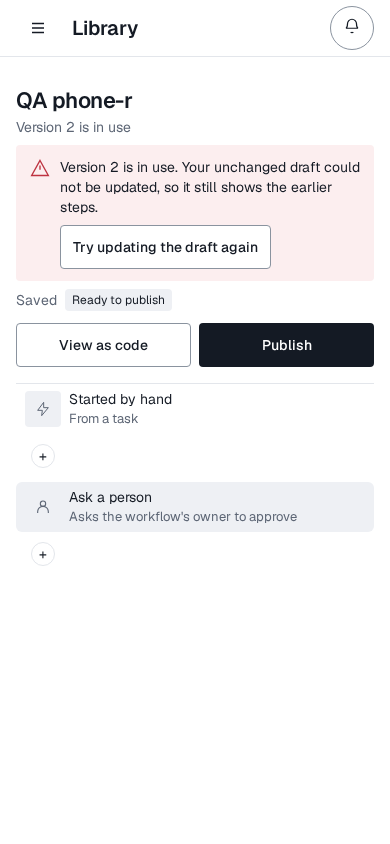 Library
QA phone-r
Version 2 is in use
Version 2 is in use. Your unchanged draft could
not be updated, so it still shows the earlier
steps.
Try updating the draft again
Saved
Ready to publish
View as code
Publish
Started by hand
From a task
+
Ask a person
Asks the workflow's owner to approve
+